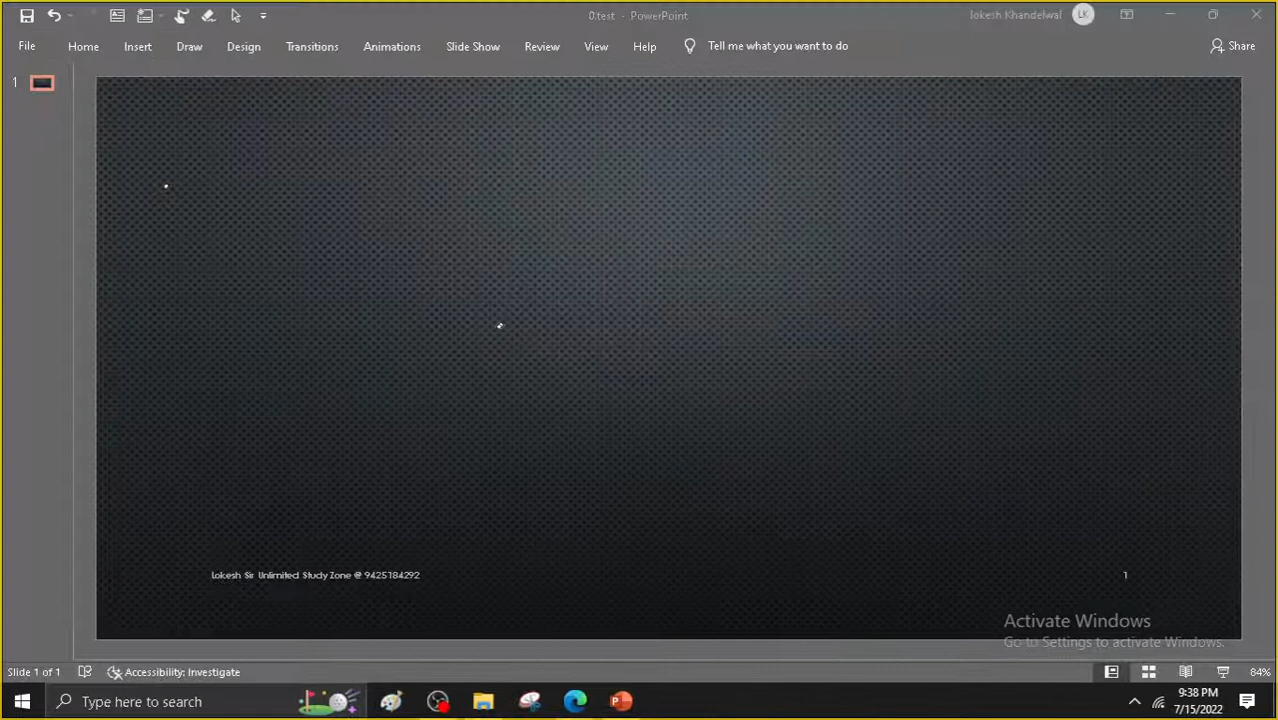 0.test - PowerPoint
lokesh Khandelwal
LK
File
Home
Insert
Draw
Design
Transitions
Animations
Slide Show
Review
View
Help
Tell me what you want to do
Share
1
Lokesh Sir Unlimited Study Zone @ 9425184292
1
Activate Windows
Go to Settings to activate Windows.
Slide 1 of 1
Accessibility: Investigate
84%
Type here to search
9:38 PM
7/15/2022